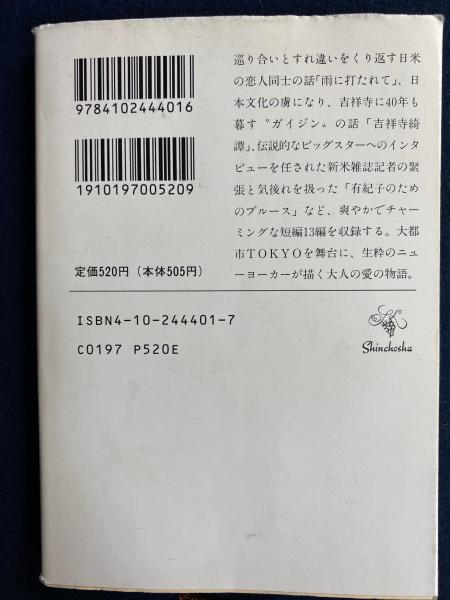 9784102444016
1910197005209
定価520円（本体505円）
ISBN4-10-244401-7
C0197 P520E
巡り合いとすれ違いをくり返す日米
の恋人同士の話「雨に打たれて」、日
本文化の虜になり、吉祥寺に40年も
暮す〝ガイジン〟の話「吉祥寺綺
譚」、伝説的なビッグスターへのインタ
ビューを任された新米雑誌記者の緊
張と気後れを扱った「有紀子のため
のブルース」など、爽やかでチャー
ミングな短編13編を収録する。大都
市TOKYOを舞台に、生粋のニュ
ーヨーカーが描く大人の愛の物語。
Shinchosha